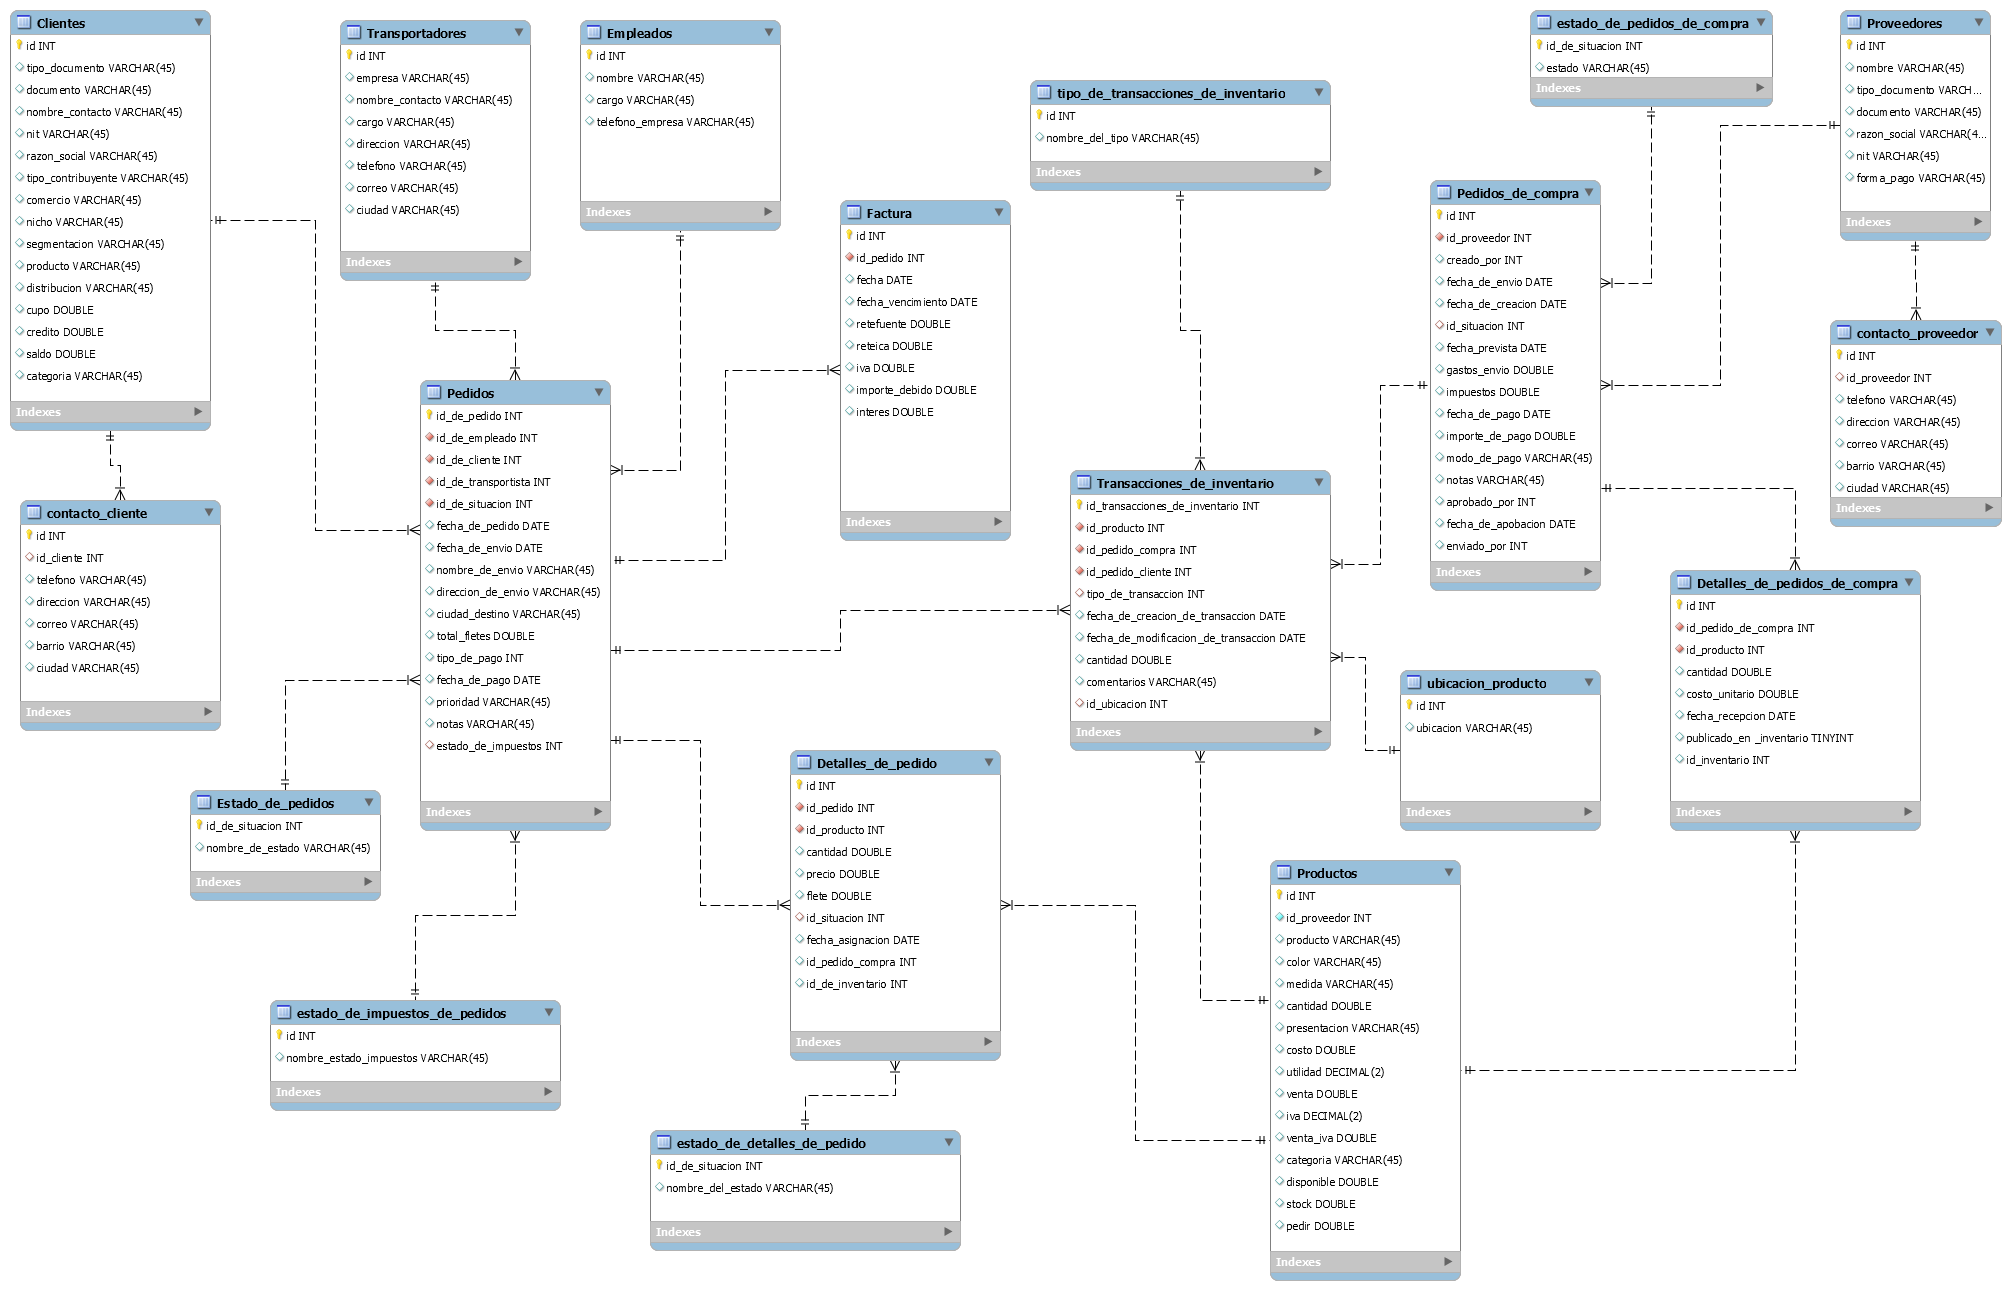 Clientes
id INT
tipo_documento VARCHAR(45)
documento VARCHAR(45)
nombre_contacto VARCHAR(45)
nit VARCHAR(45)
razon_social VARCHAR(45)
tipo_contribuyente VARCHAR(45)
comercio VARCHAR(45)
nicho VARCHAR(45)
segmentacion VARCHAR(45)
producto VARCHAR(45)
distribucion VARCHAR(45)
cupo DOUBLE
credito DOUBLE
saldo DOUBLE
categoria VARCHAR(45)
Indexes
Transportadores
id INT
empresa VARCHAR(45)
nombre_contacto VARCHAR(45)
cargo VARCHAR(45)
direccion VARCHAR(45)
telefono VARCHAR(45)
correo VARCHAR(45)
ciudad VARCHAR(45)
Indexes
Empleados
id INT
nombre VARCHAR(45)
cargo VARCHAR(45)
telefono_empresa VARCHAR(45)
Indexes
Factura
id INT
id_pedido INT
fecha DATE
fecha_vencimiento DATE
retefuente DOUBLE
reteica DOUBLE
iva DOUBLE
importe_debido DOUBLE
interes DOUBLE
Indexes
tipo_de_transacciones_de_inventario
id INT
nombre_del_tipo VARCHAR(45)
Indexes
estado_de_pedidos_de_compra
id_de_situacion INT
estado VARCHAR(45)
Indexes
Proveedores
id INT
nombre VARCHAR(45)
tipo_documento VARCH...
documento VARCHAR(45)
razon_social VARCHAR(4...
nit VARCHAR(45)
forma_pago VARCHAR(45)
Indexes
Pedidos_de_compra
id INT
id_proveedor INT
creado_por INT
fecha_de_envio DATE
fecha_de_creacion DATE
id_situacion INT
fecha_prevista DATE
gastos_envio DOUBLE
impuestos DOUBLE
fecha_de_pago DATE
importe_de_pago DOUBLE
modo_de_pago VARCHAR(45)
notas VARCHAR(45)
aprobado_por INT
fecha_de_apobacion DATE
enviado_por INT
Indexes
contacto_proveedor
id INT
id_proveedor INT
telefono VARCHAR(45)
direccion VARCHAR(45)
correo VARCHAR(45)
barrio VARCHAR(45)
ciudad VARCHAR(45)
Indexes
Pedidos
id_de_pedido INT
id_de_empleado INT
id_de_cliente INT
id_de_transportista INT
id_de_situacion INT
fecha_de_pedido DATE
fecha_de_envio DATE
nombre_de_envio VARCHAR(45)
direccion_de_envio VARCHAR(45)
ciudad_destino VARCHAR(45)
total_fletes DOUBLE
tipo_de_pago INT
fecha_de_pago DATE
prioridad VARCHAR(45)
notas VARCHAR(45)
estado_de_impuestos INT
Indexes
contacto_cliente
id INT
id_cliente INT
telefono VARCHAR(45)
direccion VARCHAR(45)
correo VARCHAR(45)
barrio VARCHAR(45)
ciudad VARCHAR(45)
Indexes
Transacciones_de_inventario
id_transacciones_de_inventario INT
id_producto INT
id_pedido_compra INT
id_pedido_cliente INT
tipo_de_transaccion INT
fecha_de_creacion_de_transaccion DATE
fecha_de_modificacion_de_transaccion DATE
cantidad DOUBLE
comentarios VARCHAR(45)
id_ubicacion INT
Indexes
Detalles_de_pedidos_de_compra
id INT
id_pedido_de_compra INT
id_producto INT
cantidad DOUBLE
costo_unitario DOUBLE
fecha_recepcion DATE
publicado_en _inventario TINYINT
id_inventario INT
Indexes
ubicacion_producto
id INT
ubicacion VARCHAR(45)
Indexes
Estado_de_pedidos
id_de_situacion INT
nombre_de_estado VARCHAR(45)
Indexes
Detalles_de_pedido
id INT
id_pedido INT
id_producto INT
cantidad DOUBLE
precio DOUBLE
flete DOUBLE
id_situacion INT
fecha_asignacion DATE
id_pedido_compra INT
id_de_inventario INT
Indexes
Productos
id INT
id_proveedor INT
producto VARCHAR(45)
color VARCHAR(45)
medida VARCHAR(45)
cantidad DOUBLE
presentacion VARCHAR(45)
costo DOUBLE
utilidad DECIMAL(2)
venta DOUBLE
iva DECIMAL(2)
venta_iva DOUBLE
categoria VARCHAR(45)
disponible DOUBLE
stock DOUBLE
pedir DOUBLE
Indexes
estado_de_impuestos_de_pedidos
id INT
nombre_estado_impuestos VARCHAR(45)
Indexes
estado_de_detalles_de_pedido
id_de_situacion INT
nombre_del_estado VARCHAR(45)
Indexes